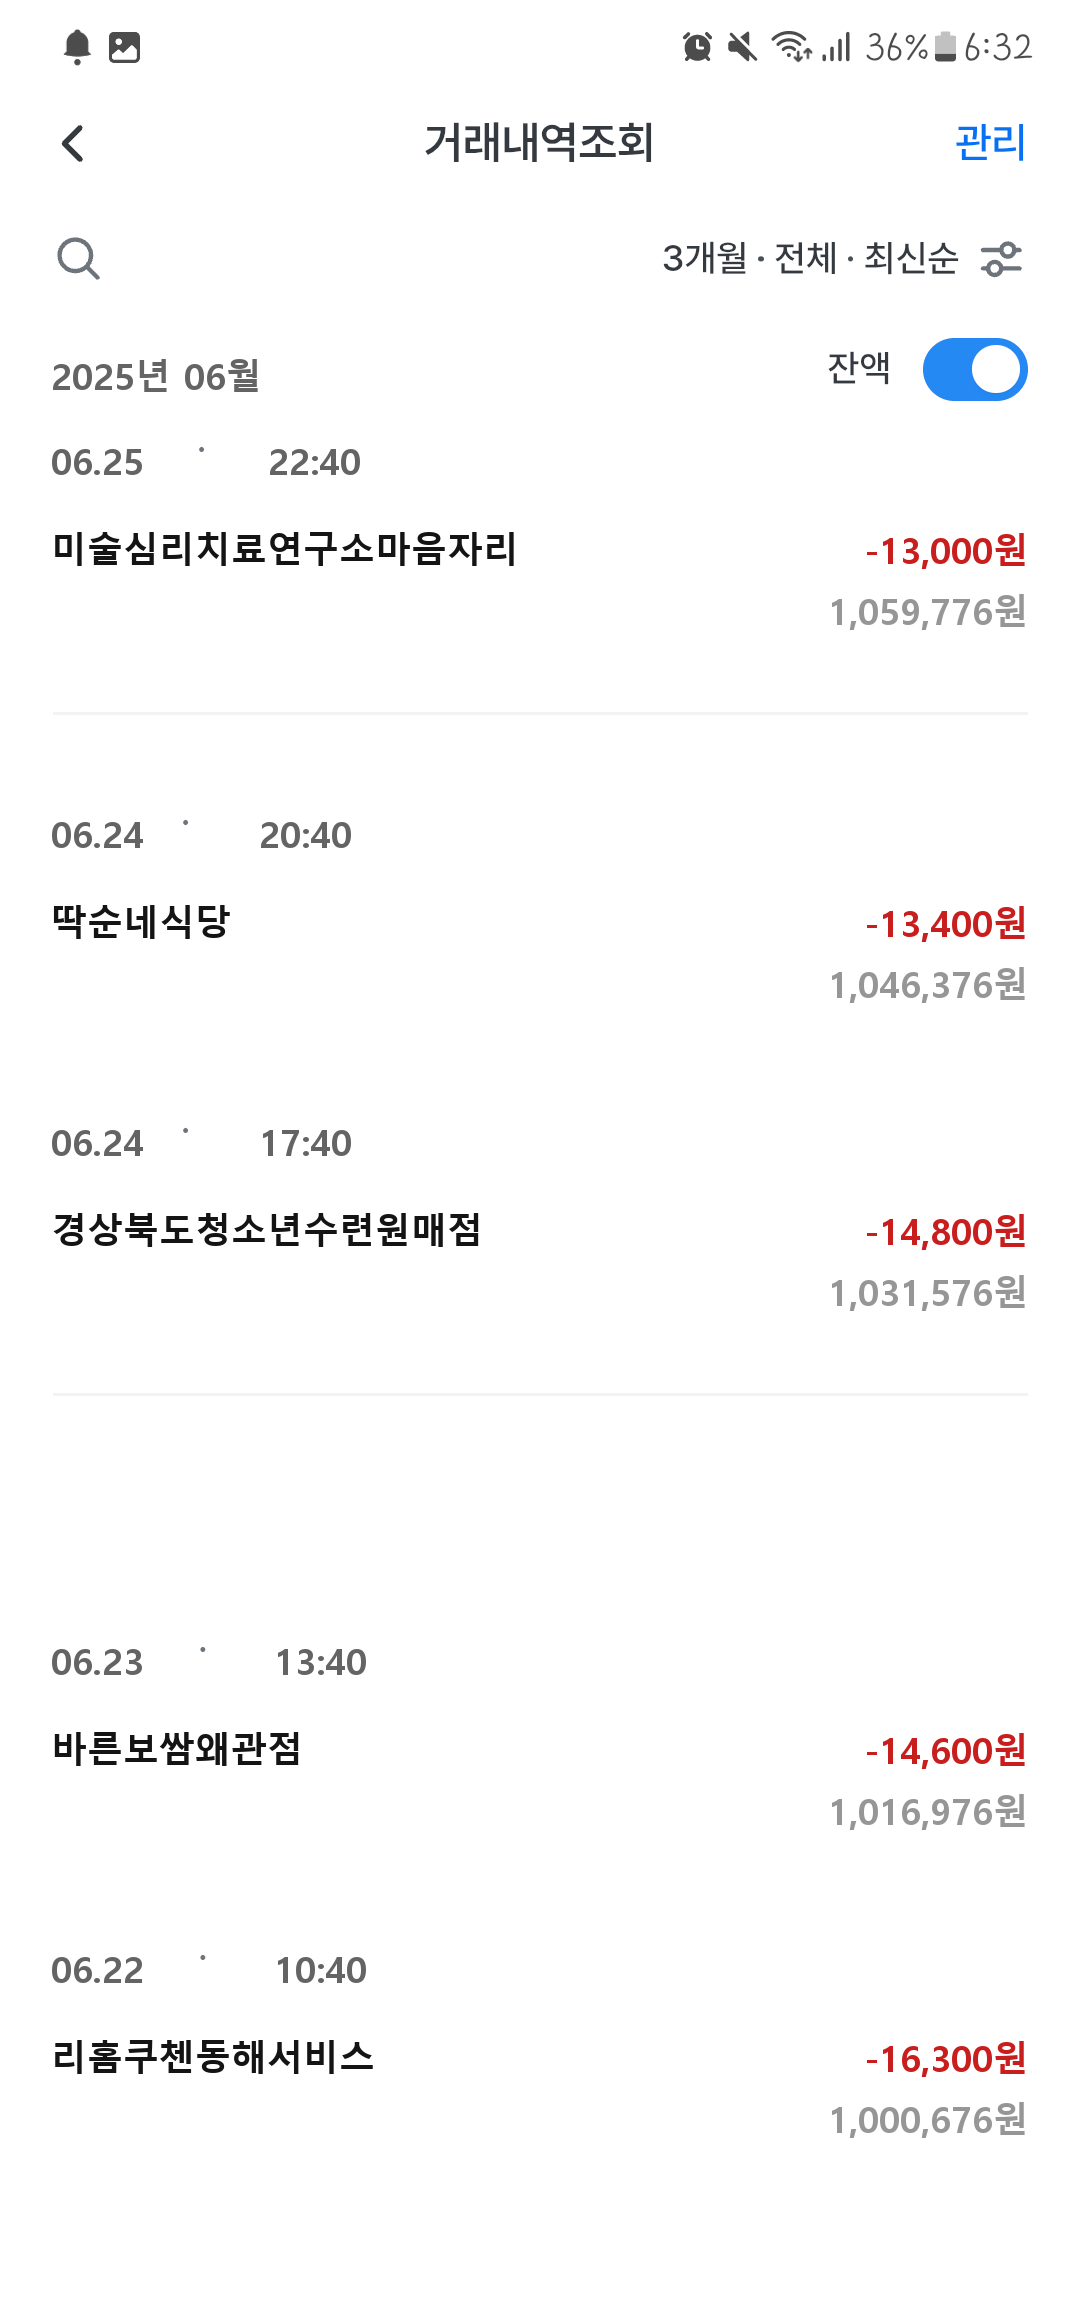 36% 6:32
거래내역조회 관리
3개월 · 전체 · 최신순
2025년 06월 잔액
06.25 · 22:40
미술심리치료연구소마음자리 -13,000원
1,059,776원
06.24 · 20:40
딱순네식당 -13,400원
1,046,376원
06.24 · 17:40
경상북도청소년수련원매점 -14,800원
1,031,576원
06.23 · 13:40
바른보쌈왜관점 -14,600원
1,016,976원
06.22 · 10:40
리홈쿠첸동해서비스 -16,300원
1,000,676원